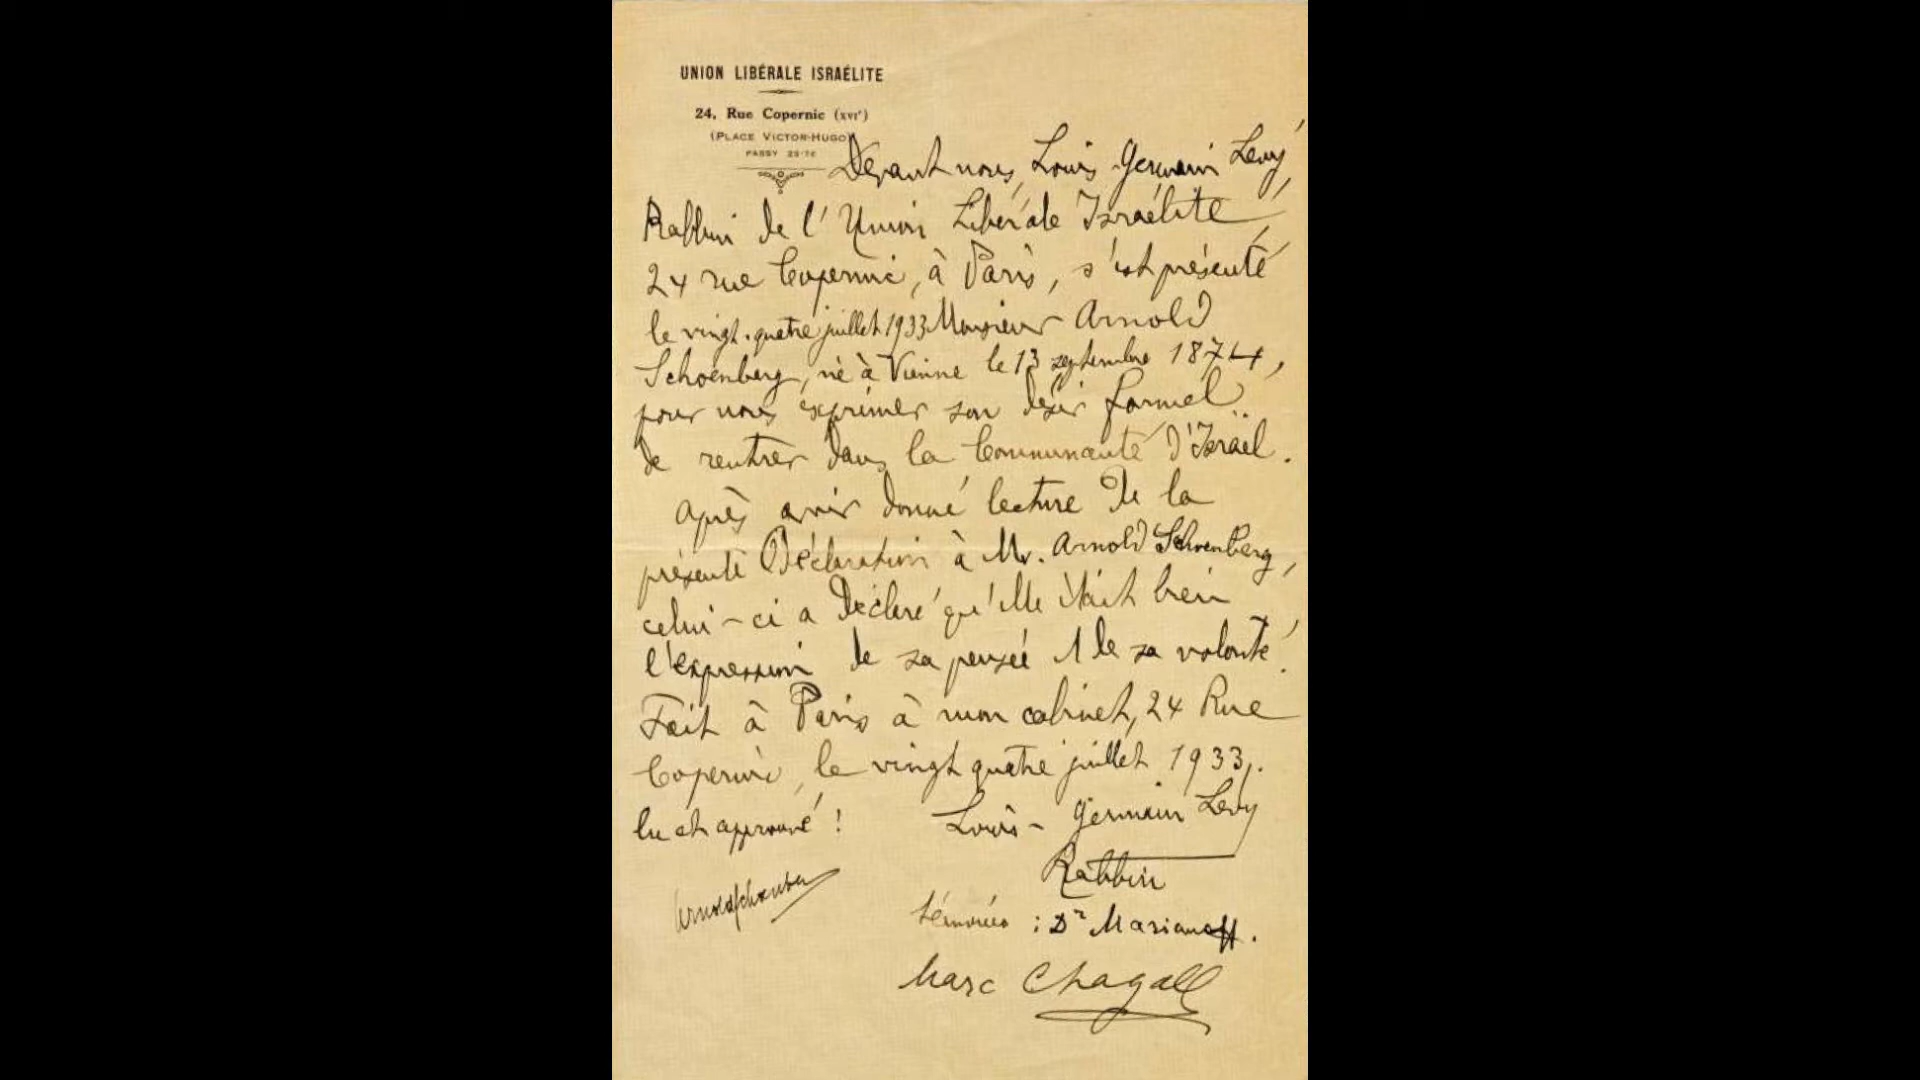 UNION LIBÉRALE ISRAÉLITE
24, Rue Copernic (XVIᵉ)
(PLACE VICTOR-HUGO)
PASSY 25-76
Devant nous, Louis Germain Lévy,
Rabbin de l'Union Libérale Israélite,
24 rue Copernic, à Paris, s'est présenté
le vingt-quatre juillet 1933 Monsieur Arnold
Schoenberg, né à Vienne le 13 septembre 1874,
pour nous exprimer son désir formel
de rentrer dans la Communauté d'Israël.
Après avoir donné lecture de la
présente Déclaration à Mr. Arnold Schoenberg,
celui-ci a déclaré qu'elle était bien
l'expression de sa pensée et de sa volonté.
Fait à Paris à mon cabinet, 24 Rue
Copernic, le vingt quatre juillet 1933.
lu et approuvé !
Louis-Germain Lévy
Rabbin
Arnold Schoenberg
témoins : Dr Marianoff.
Marc Chagall